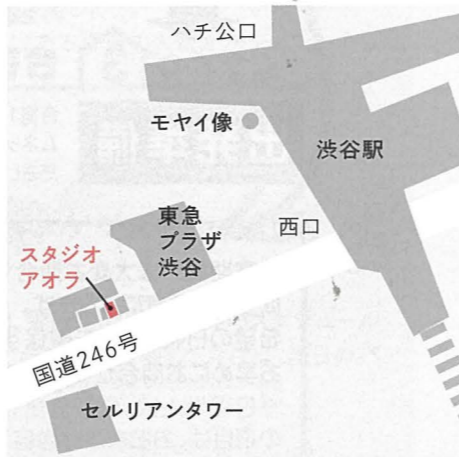 ハチ公口
モヤイ像
渋谷駅
東急
プラザ
渋谷
西口
スタジオ
アオラ
国道246号
セルリアンタワー